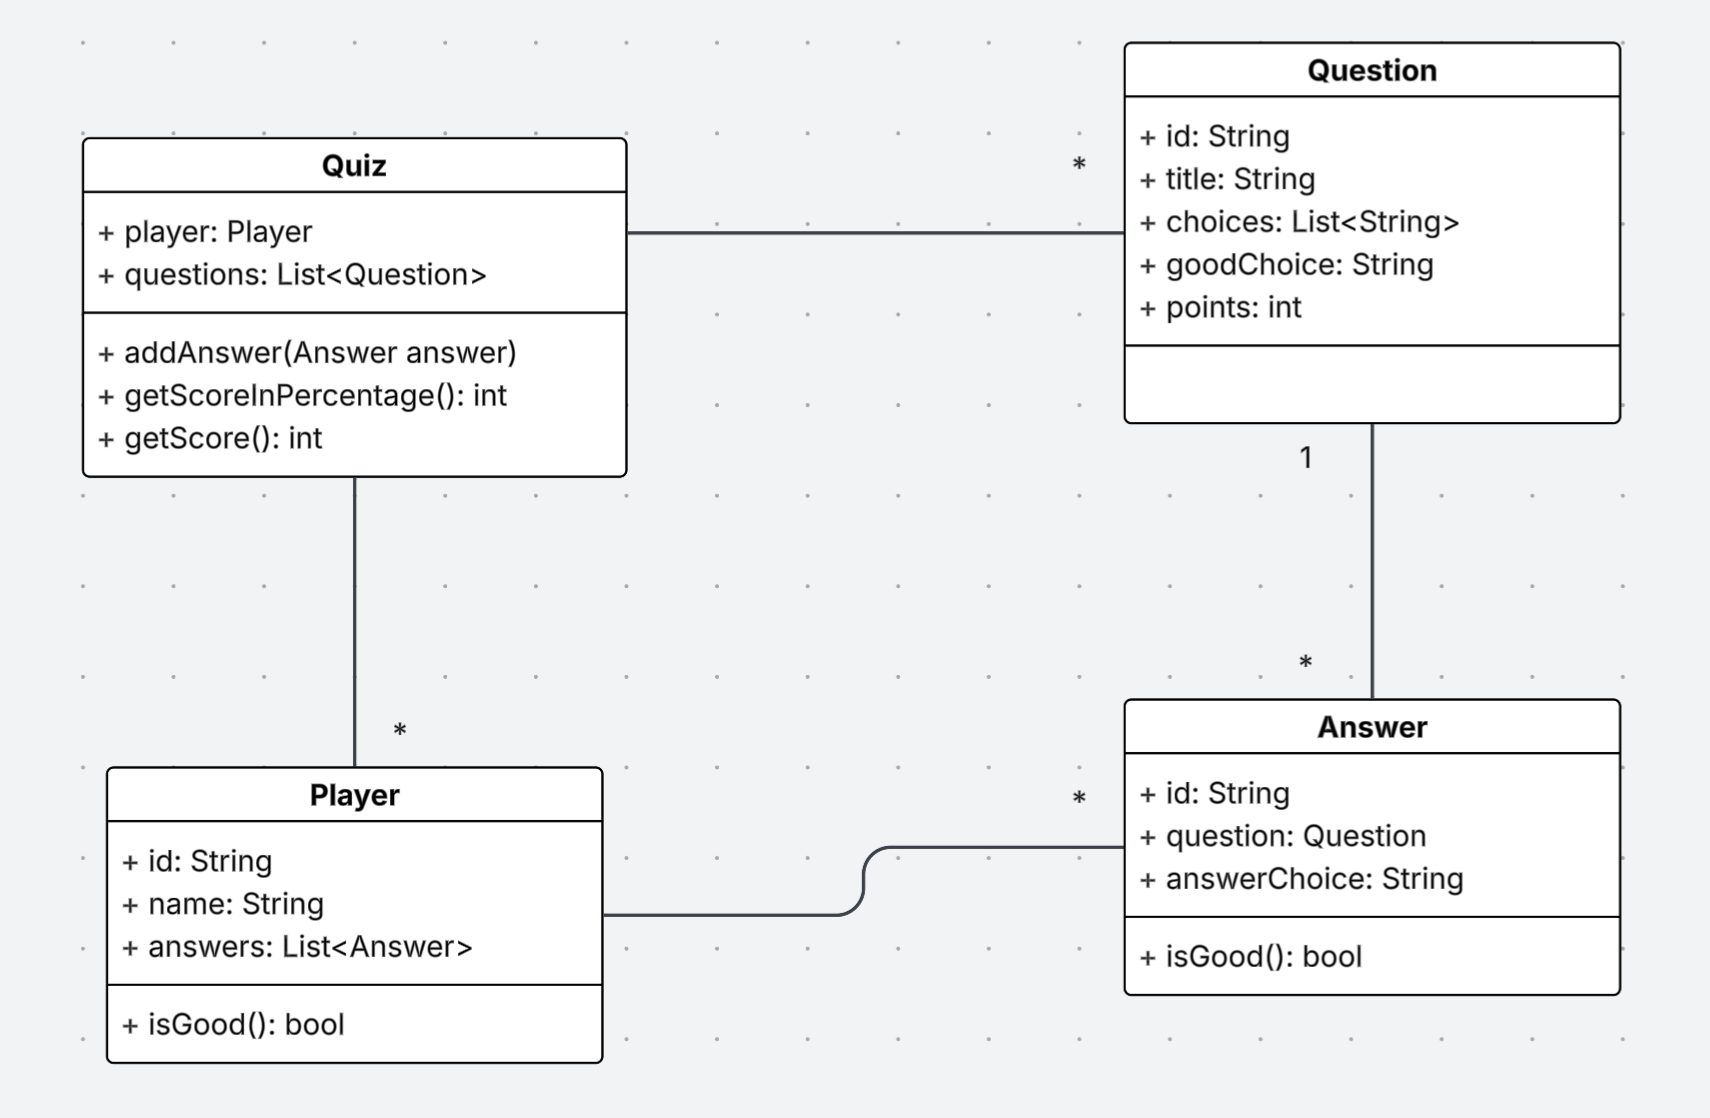 Quiz
+ player: Player
+ questions: List<Question>
+ addAnswer(Answer answer)
+ getScoreInPercentage(): int
+ getScore(): int
*
Question
+ id: String
+ title: String
+ choices: List<String>
+ goodChoice: String
+ points: int
1
*
*
Player
+ id: String
+ name: String
+ answers: List<Answer>
+ isGood(): bool
*
Answer
+ id: String
+ question: Question
+ answerChoice: String
+ isGood(): bool